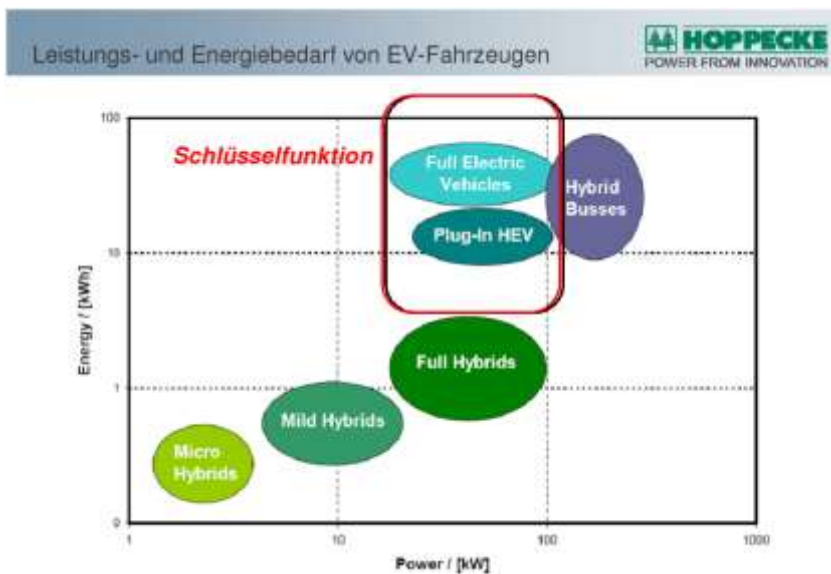 Leistungs- und Energiebedarf von EV-Fahrzeugen
HOPPECKE
POWER FROM INNOVATION
100
Schlüsselfunktion
Full Electric
Vehicles
Hybrid
Busses
Plug-In HEV
10
Energy / [kWh]
Full Hybrids
1
Mild Hybrids
Micro
Hybrids
0
1
10
100
1000
Power / [kW]